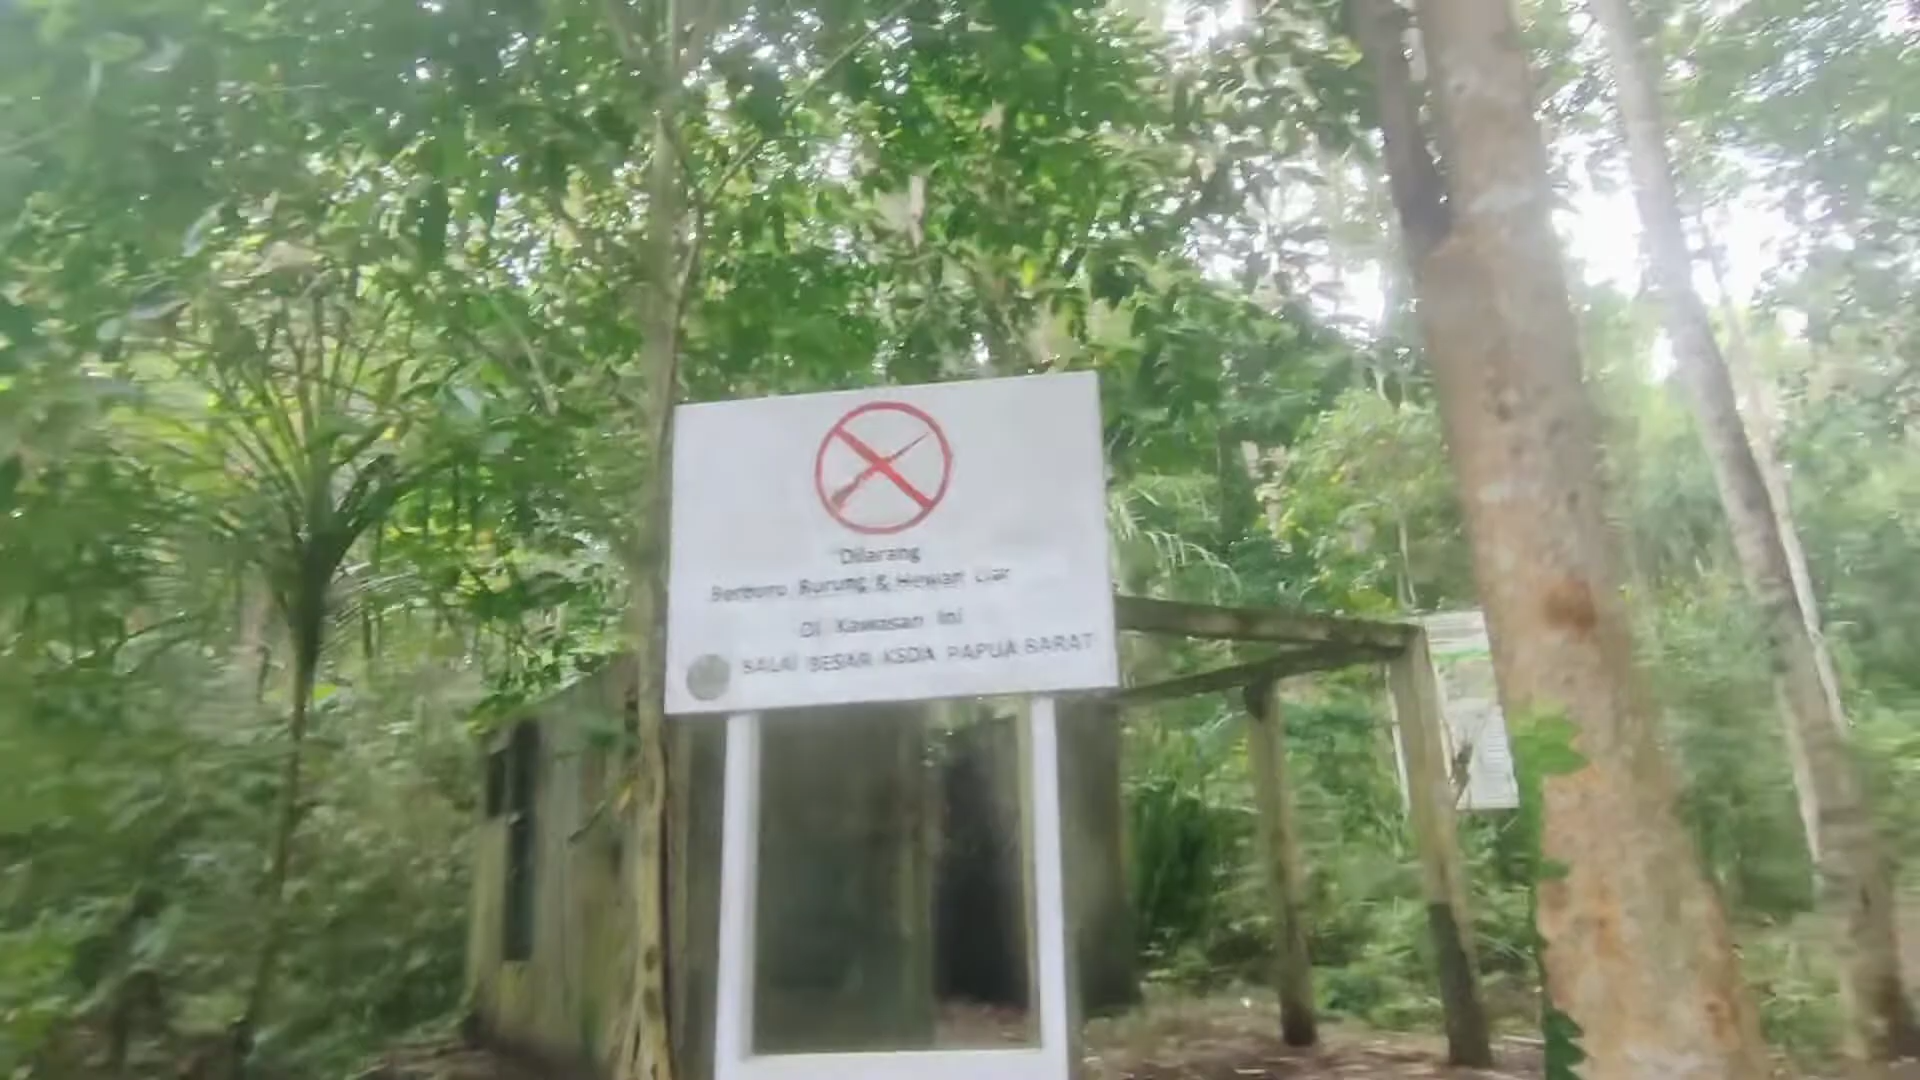 Dilarang
Berburu Burung & Hewan Liar
Di Kawasan Ini
BALAI BESAR KSDA PAPUA BARAT